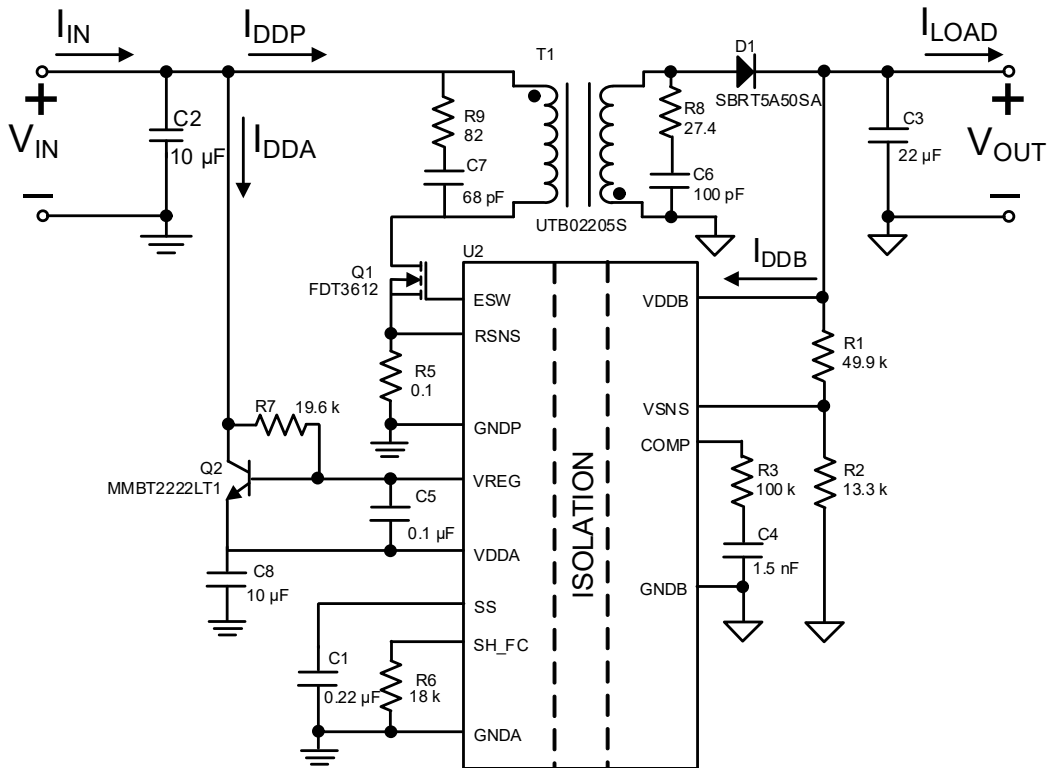 I_IN
I_DDP
T1
D1
I_LOAD
SBRT5A50SA
+
V_IN
–
C2
10 µF
I_DDA
R9
82
C7
68 pF
R8
27.4
C6
100 pF
C3
22 µF
+
V_OUT
–
UTB02205S
Q1
FDT3612
U2
I_DDB
ESW
VDDB
RSNS
R5
0.1
R1
49.9 k
R7
19.6 k
GNDP
VSNS
COMP
Q2
MMBT2222LT1
VREG
R3
100 k
R2
13.3 k
C5
0.1 µF
ISOLATION
VDDA
C4
1.5 nF
C8
10 µF
GNDB
SS
SH_FC
C1
0.22 µF
R6
18 k
GNDA